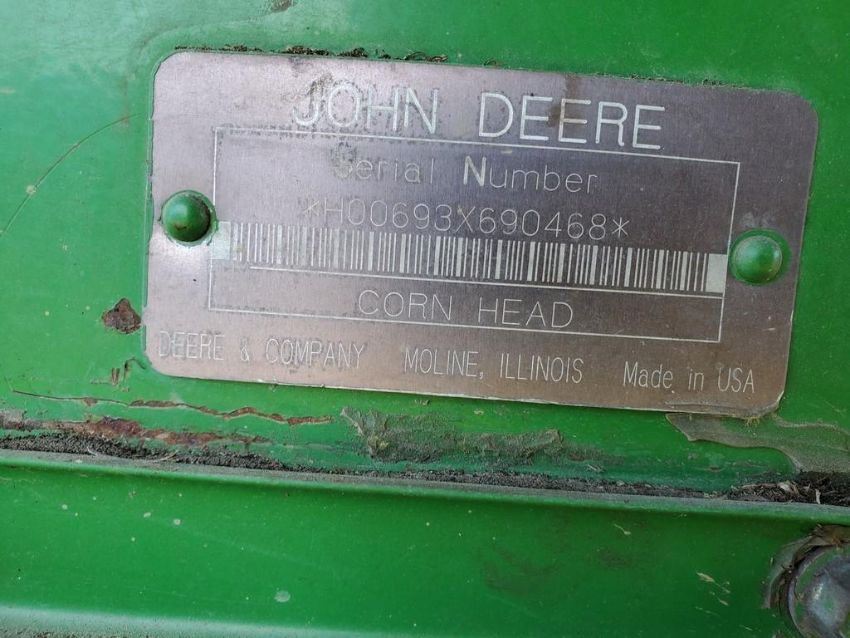 JOHN DEERE
Serial Number
*H00693X690468*
CORN HEAD
DEERE & COMPANY MOLINE, ILLINOIS Made in USA